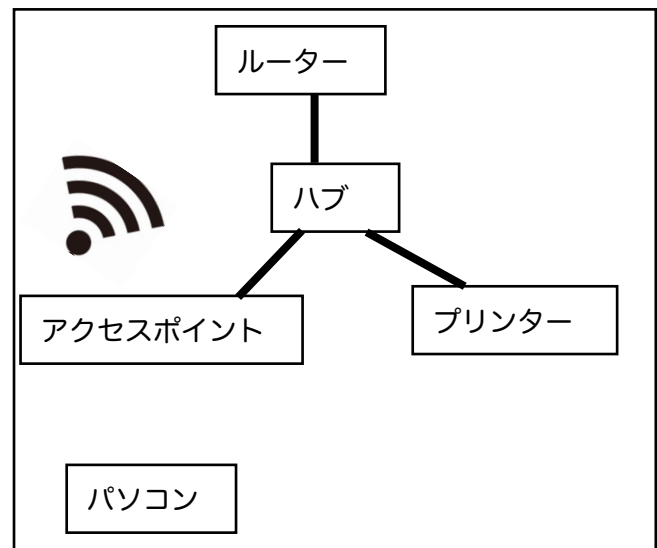 ルーター
ハブ
アクセスポイント
プリンター
パソコン